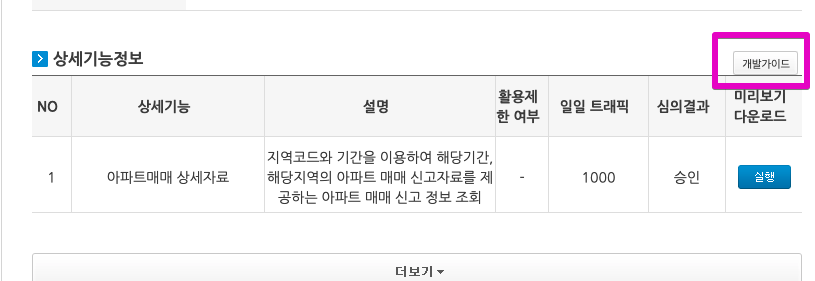 상세기능정보
개발가이드
NO 상세기능 설명 활용제한 여부 일일 트래픽 심의결과 미리보기 다운로드
1 아파트매매 상세자료 지역코드와 기간을 이용하여 해당기간,
해당지역의 아파트 매매 신고자료를 제
공하는 아파트 매매 신고 정보 조회
- 1000 승인 실행
더보기